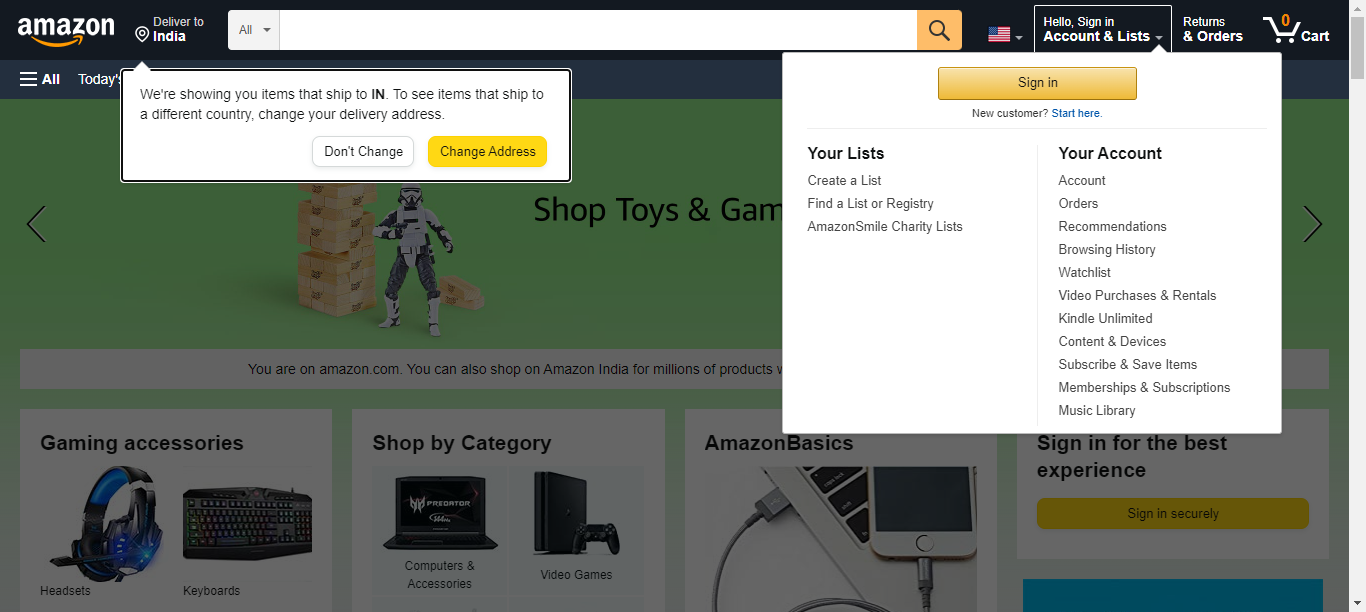 amazon
Deliver to
India
All
Hello, Sign in
Account & Lists
Returns
& Orders
0
Cart
All
Today's
We're showing you items that ship to IN. To see items that ship to
a different country, change your delivery address.
Don't Change
Change Address
Sign in
New customer? Start here.
Your Lists
Create a List
Find a List or Registry
AmazonSmile Charity Lists
Your Account
Account
Orders
Recommendations
Browsing History
Watchlist
Video Purchases & Rentals
Kindle Unlimited
Content & Devices
Subscribe & Save Items
Memberships & Subscriptions
Music Library
Shop Toys & Gam
You are on amazon.com. You can also shop on Amazon India for millions of products
Gaming accessories
Headsets
Keyboards
Shop by Category
PREDATOR
Computers &
Accessories
Video Games
AmazonBasics
Sign in for the best
experience
Sign in securely